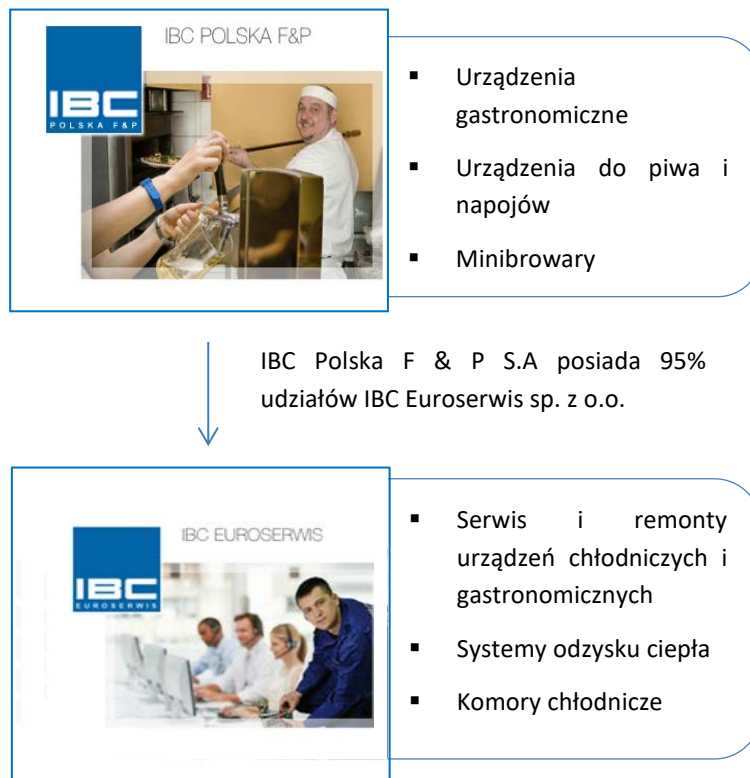 IBC POLSKA F&P
IBC
POLSKA F&P
▪ Urządzenia
gastronomiczne
▪ Urządzenia do piwa i
napojów
▪ Minibrowary
IBC Polska F & P S.A posiada 95%
udziałów IBC Euroserwis sp. z o.o.
IBC EUROSERWIS
IBC
EUROSERWIS
▪ Serwis i remonty
urządzeń chłodniczych i
gastronomicznych
▪ Systemy odzysku ciepła
▪ Komory chłodnicze